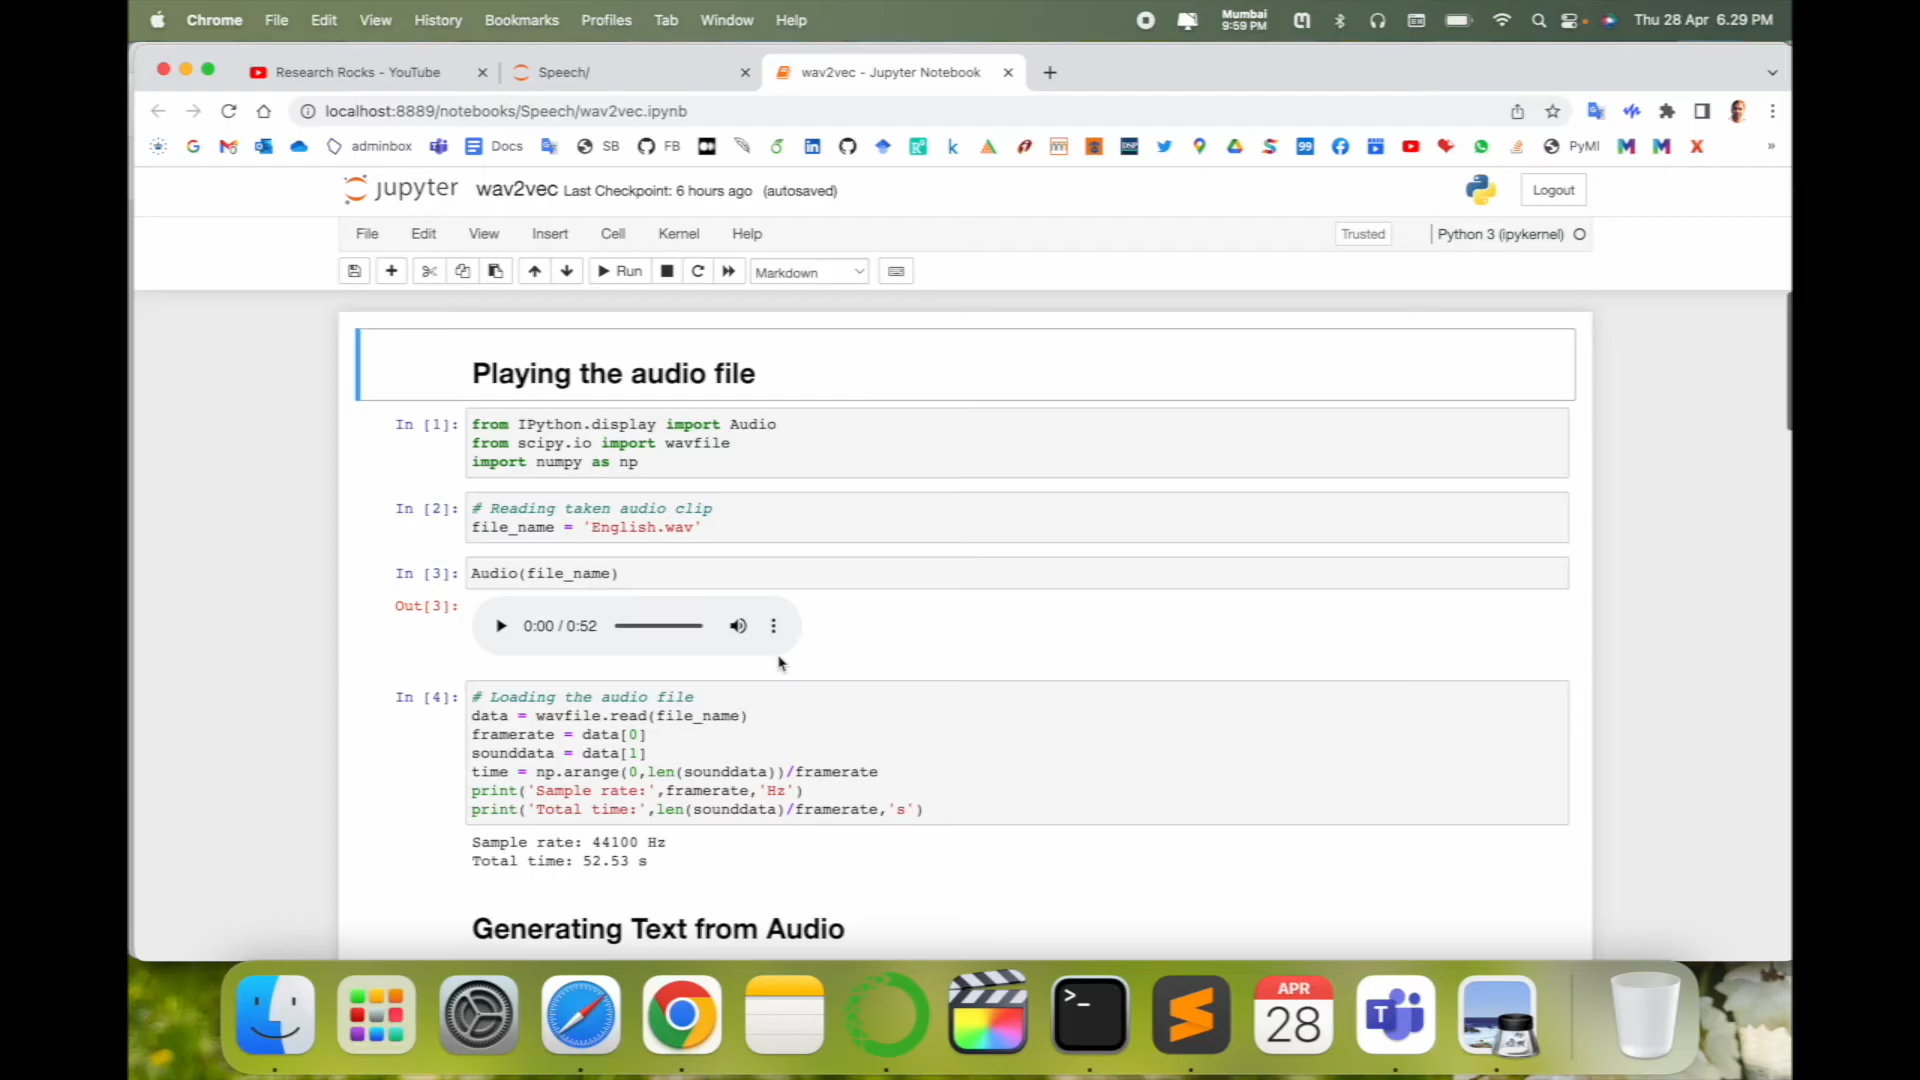 Chrome File Edit View History Bookmarks Profiles Tab Window Help
Mumbai
9:59 PM
Thu 28 Apr 6.29 PM
Research Rocks - YouTube
Speech/
wav2vec - Jupyter Notebook
localhost:8889/notebooks/Speech/wav2vec.ipynb
adminbox Docs SB FB PyMI »
jupyter wav2vec Last Checkpoint: 6 hours ago (autosaved)
Logout
File Edit View Insert Cell Kernel Help
Trusted
Python 3 (ipykernel)
Run
Markdown
Playing the audio file
In [1]: from IPython.display import Audio
from scipy.io import wavfile
import numpy as np
In [2]: # Reading taken audio clip
file_name = 'English.wav'
In [3]: Audio(file_name)
Out[3]:
0:00 / 0:52
In [4]: # Loading the audio file
data = wavfile.read(file_name)
framerate = data[0]
sounddata = data[1]
time = np.arange(0,len(sounddata))/framerate
print('Sample rate:',framerate,'Hz')
print('Total time:',len(sounddata)/framerate,'s')
Sample rate: 44100 Hz
Total time: 52.53 s
Generating Text from Audio
APR
28